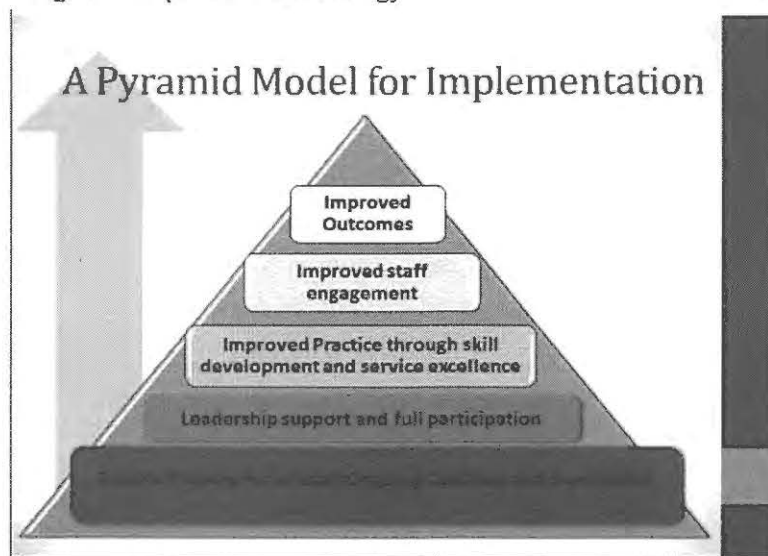 A Pyramid Model for Implementation
Improved
Outcomes
Improved staff
engagement
Improved Practice through skill
development and service excellence
Leadership support and full participation